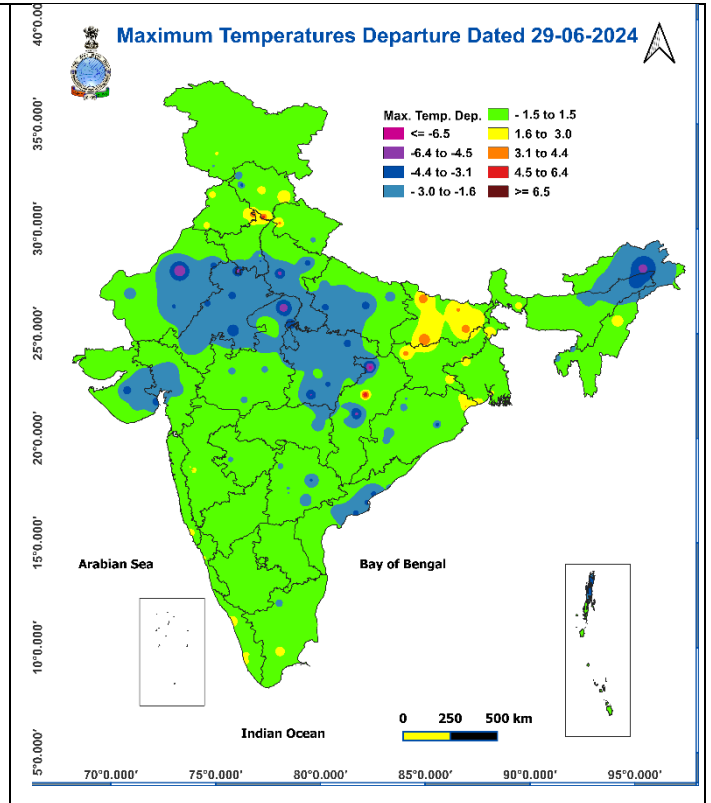 Maximum Temperatures Departure Dated 29-06-2024
Max. Temp. Dep.
<= -6.5
-6.4 to -4.5
-4.4 to -3.1
- 3.0 to -1.6
- 1.5 to 1.5
1.6 to 3.0
3.1 to 4.4
4.5 to 6.4
>= 6.5
40°0.000'
35°0.000'
30°0.000'
25°0.000'
20°0.000'
15°0.000'
10°0.000'
5°0.000'
Arabian Sea
Bay of Bengal
Indian Ocean
0 250 500 km
70°0.000' 75°0.000' 80°0.000' 85°0.000' 90°0.000' 95°0.000'